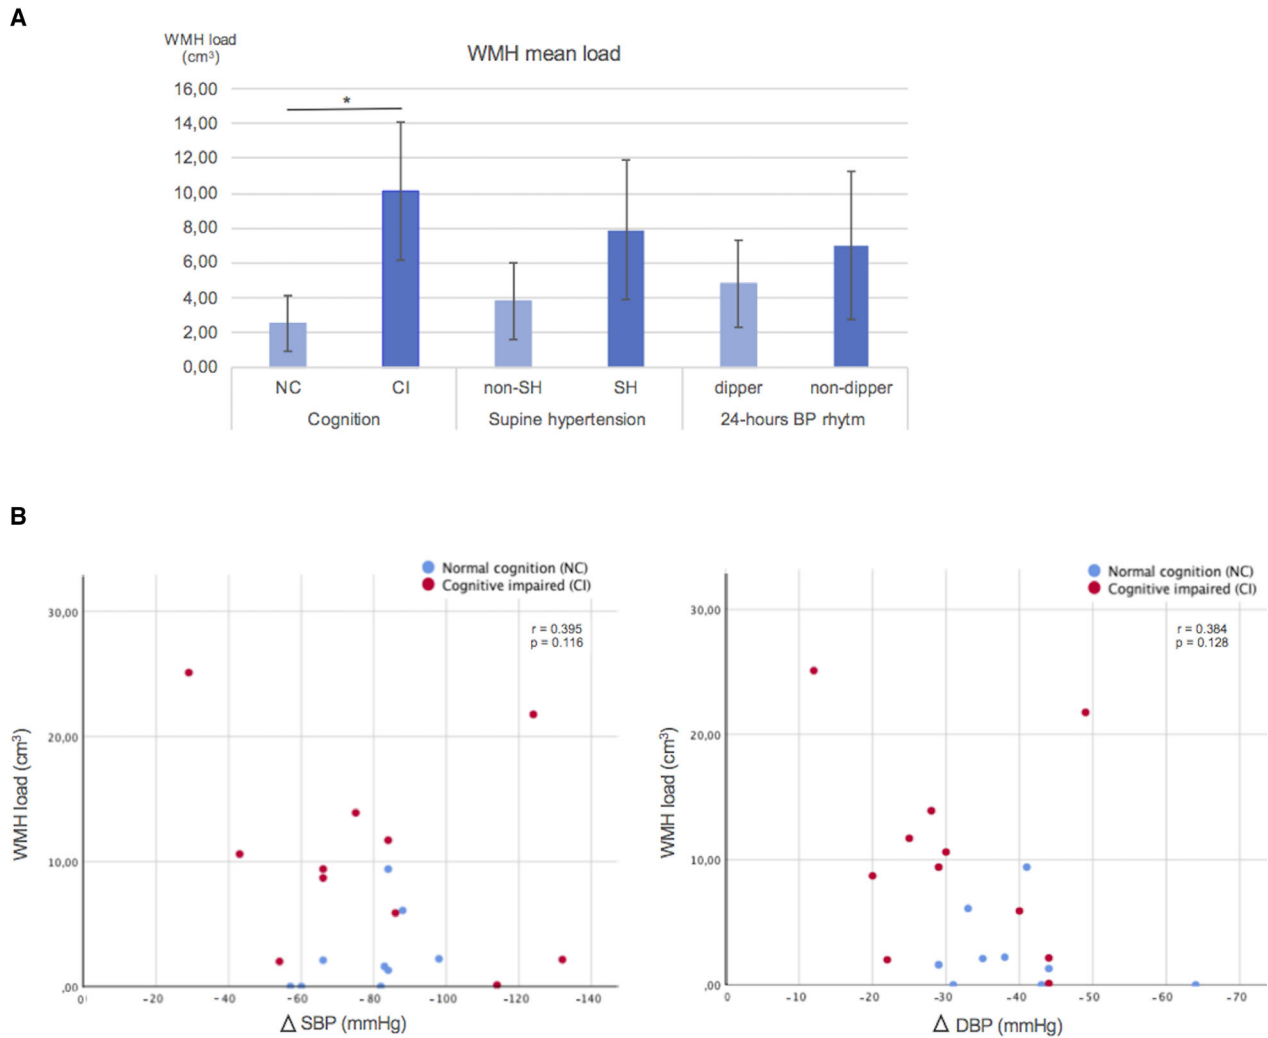 A
WMH load
(cm³)
WMH mean load
16,00
14,00
12,00
10,00
8,00
6,00
4,00
2,00
0,00
*
NC
CI
non-SH
SH
dipper
non-dipper
Cognition
Supine hypertension
24-hours BP rhytm
B
Normal cognition (NC)
Cognitive impaired (CI)
r = 0.395
p = 0.116
30,00
20,00
10,00
,00
0
-20
-40
-60
-80
-100
-120
-140
WMH load (cm³)
Δ SBP (mmHg)
Normal cognition (NC)
Cognitive impaired (CI)
r = 0.384
p = 0.128
30,00
20,00
10,00
,00
0
-10
-20
-30
-40
-50
-60
-70
WMH load (cm³)
Δ DBP (mmHg)